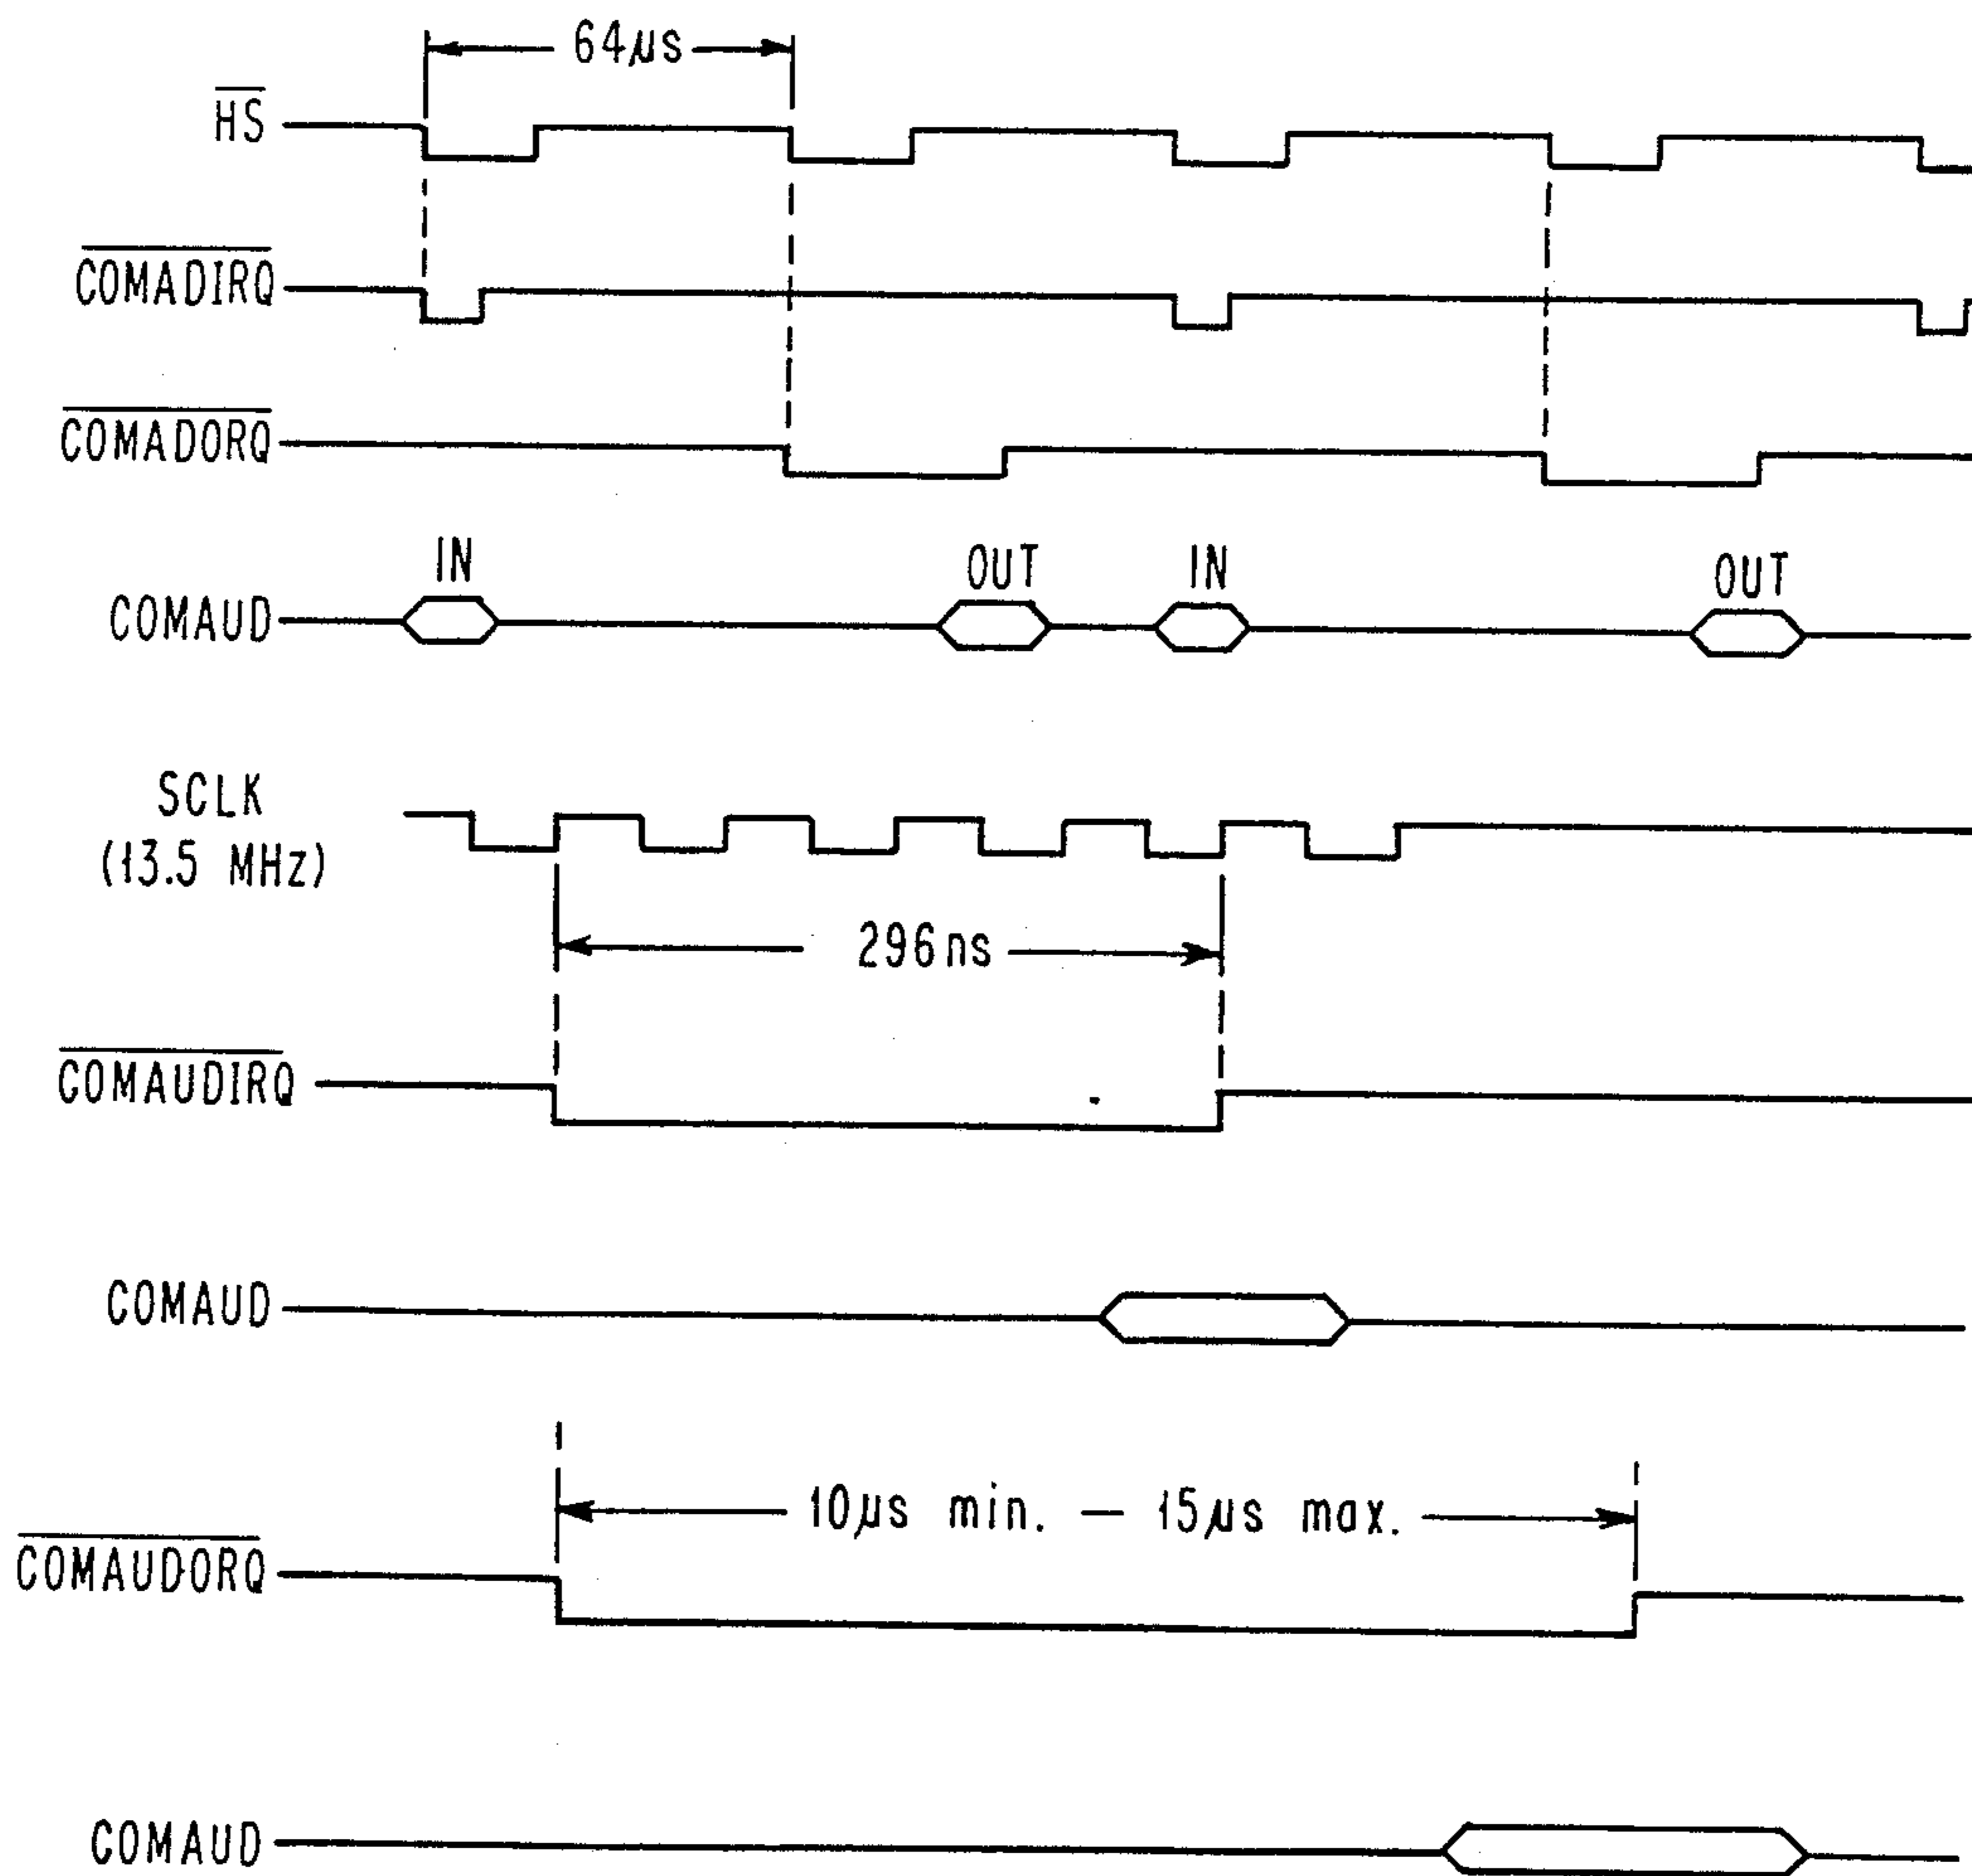 64µs
H̅S̅
COMADIRQ
COMADORQ
IN OUT IN OUT
COMAUD
SCLK
(13.5 MHz)
296ns
COMAUDIRQ
COMAUD
10µs min. — 15µs max.
COMAUDORQ
COMAUD